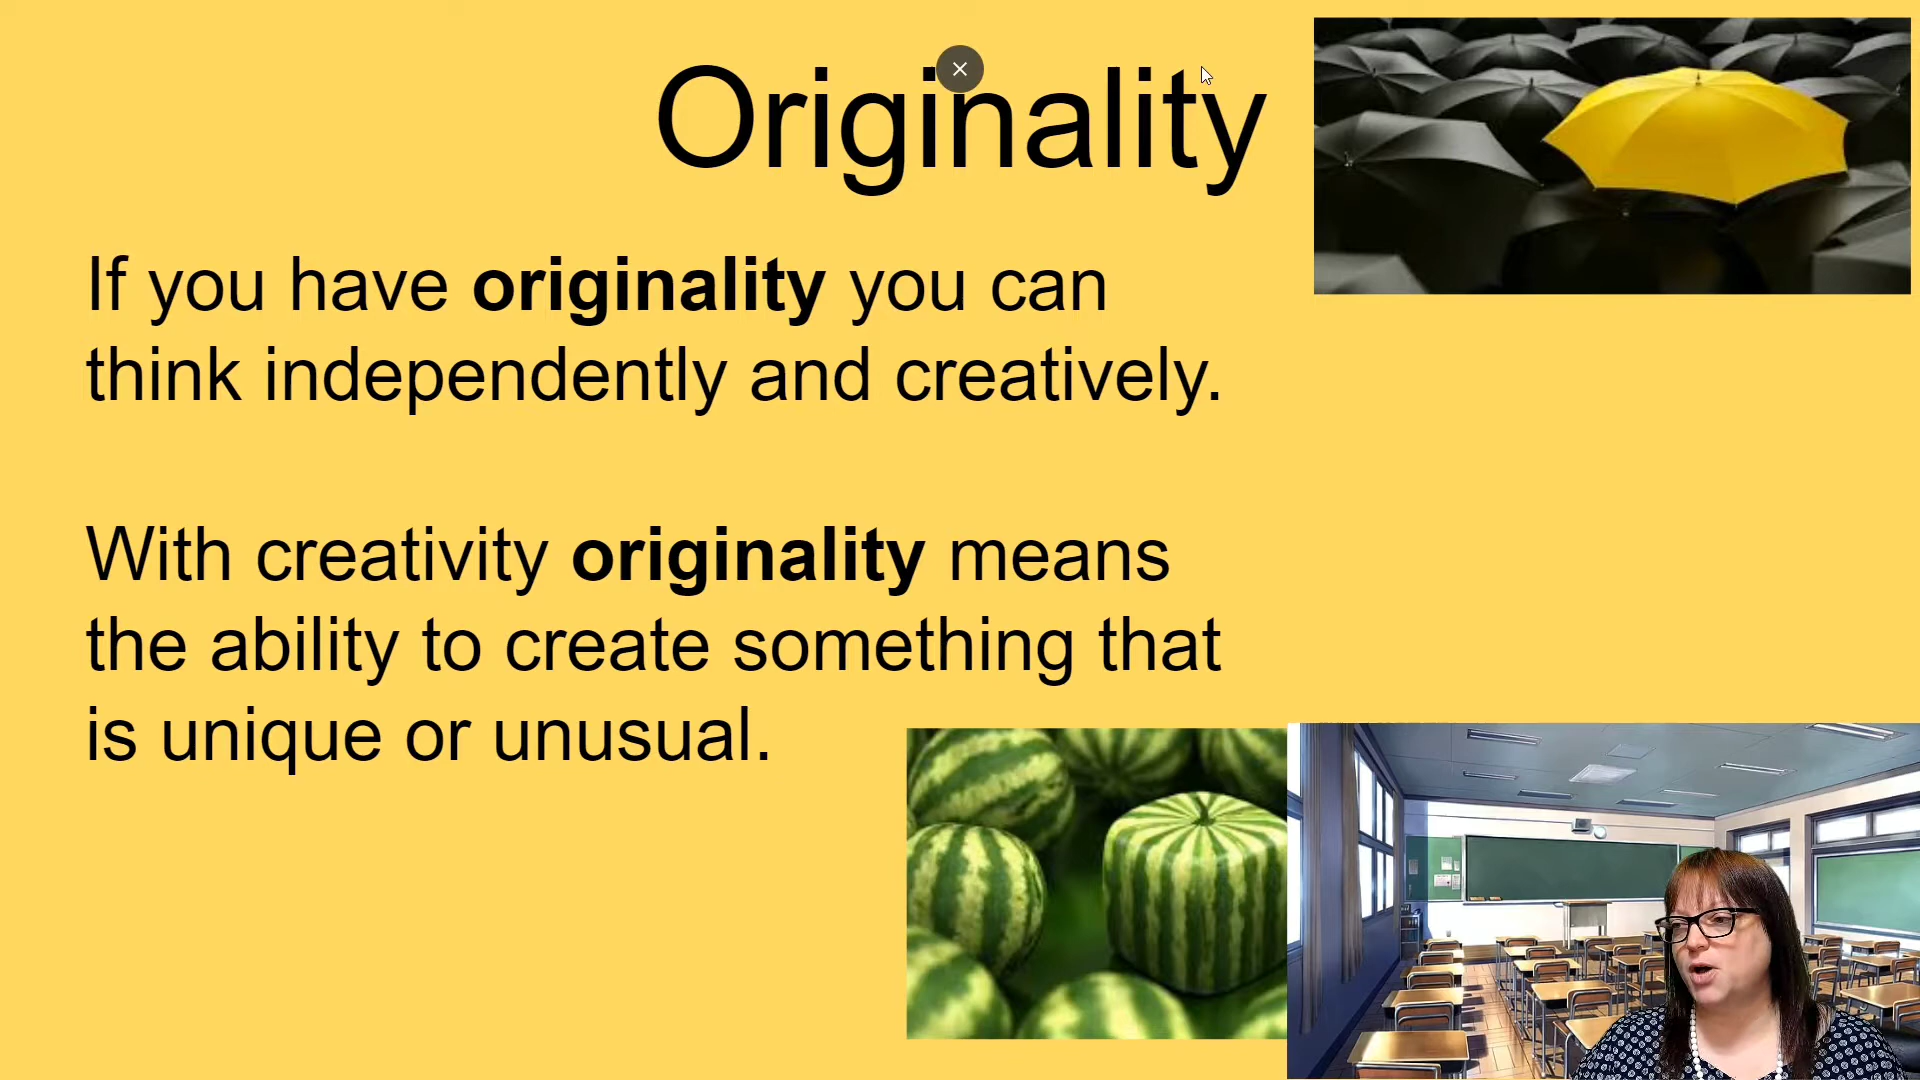 Originality
If you have originality you can
think independently and creatively.
With creativity originality means
the ability to create something that
is unique or unusual.